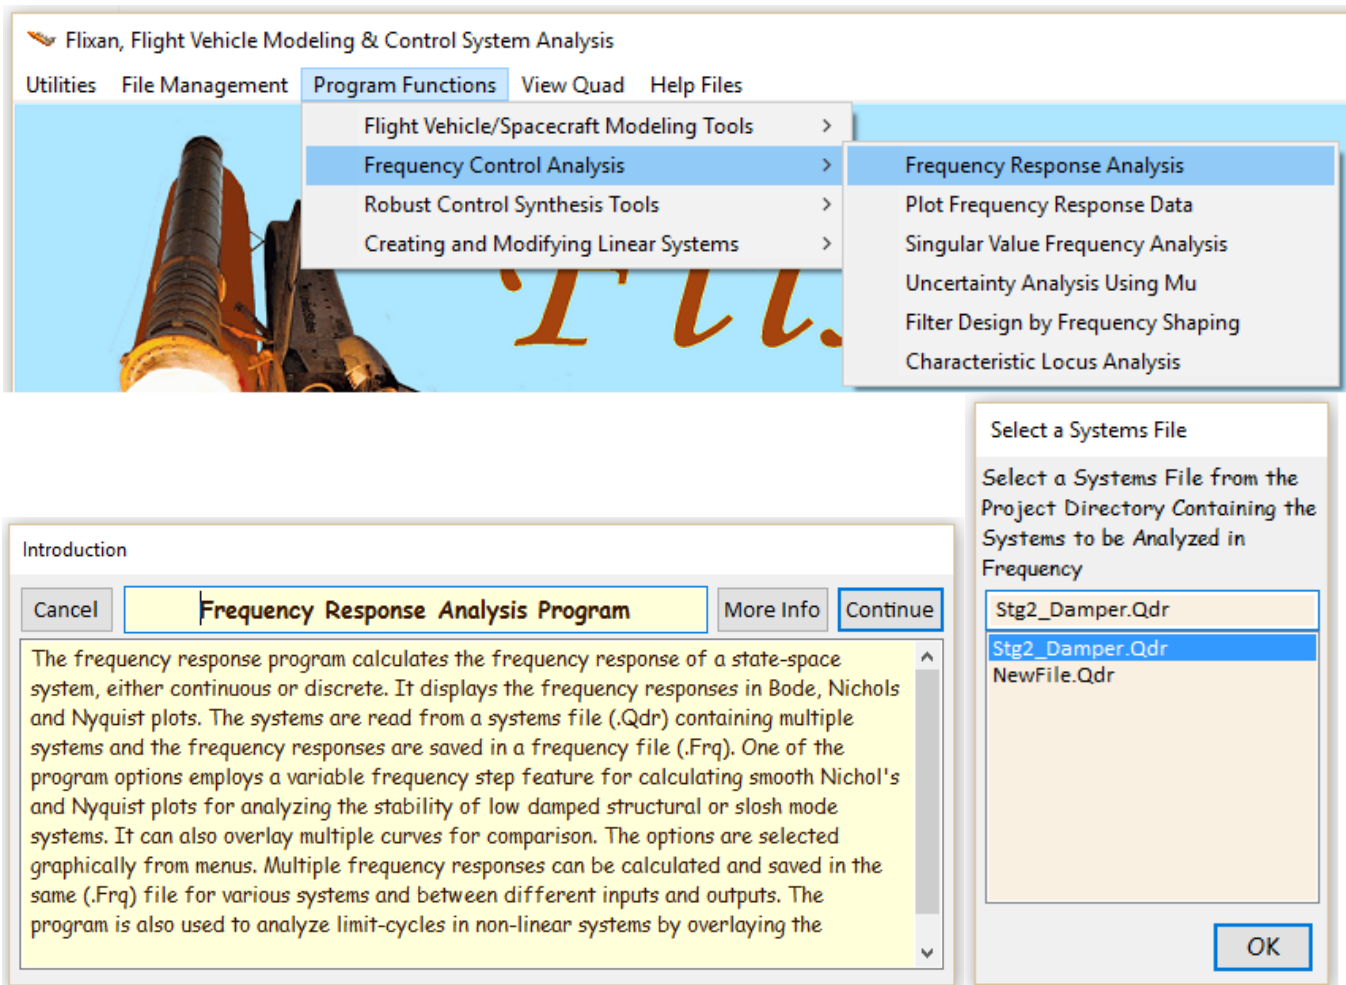 Flixan, Flight Vehicle Modeling & Control System Analysis
Utilities File Management Program Functions View Quad Help Files
Flight Vehicle/Spacecraft Modeling Tools >
Frequency Control Analysis >
Robust Control Synthesis Tools >
Creating and Modifying Linear Systems >
Frequency Response Analysis
Plot Frequency Response Data
Singular Value Frequency Analysis
Uncertainty Analysis Using Mu
Filter Design by Frequency Shaping
Characteristic Locus Analysis
Select a Systems File
Select a Systems File from the
Project Directory Containing the
Systems to be Analyzed in
Frequency
Stg2_Damper.Qdr
Stg2_Damper.Qdr
NewFile.Qdr
OK
Introduction
Cancel Frequency Response Analysis Program More Info Continue
The frequency response program calculates the frequency response of a state-space
system, either continuous or discrete. It displays the frequency responses in Bode, Nichols
and Nyquist plots. The systems are read from a systems file (.Qdr) containing multiple
systems and the frequency responses are saved in a frequency file (.Frq). One of the
program options employs a variable frequency step feature for calculating smooth Nichol's
and Nyquist plots for analyzing the stability of low damped structural or slosh mode
systems. It can also overlay multiple curves for comparison. The options are selected
graphically from menus. Multiple frequency responses can be calculated and saved in the
same (.Frq) file for various systems and between different inputs and outputs. The
program is also used to analyze limit-cycles in non-linear systems by overlaying the